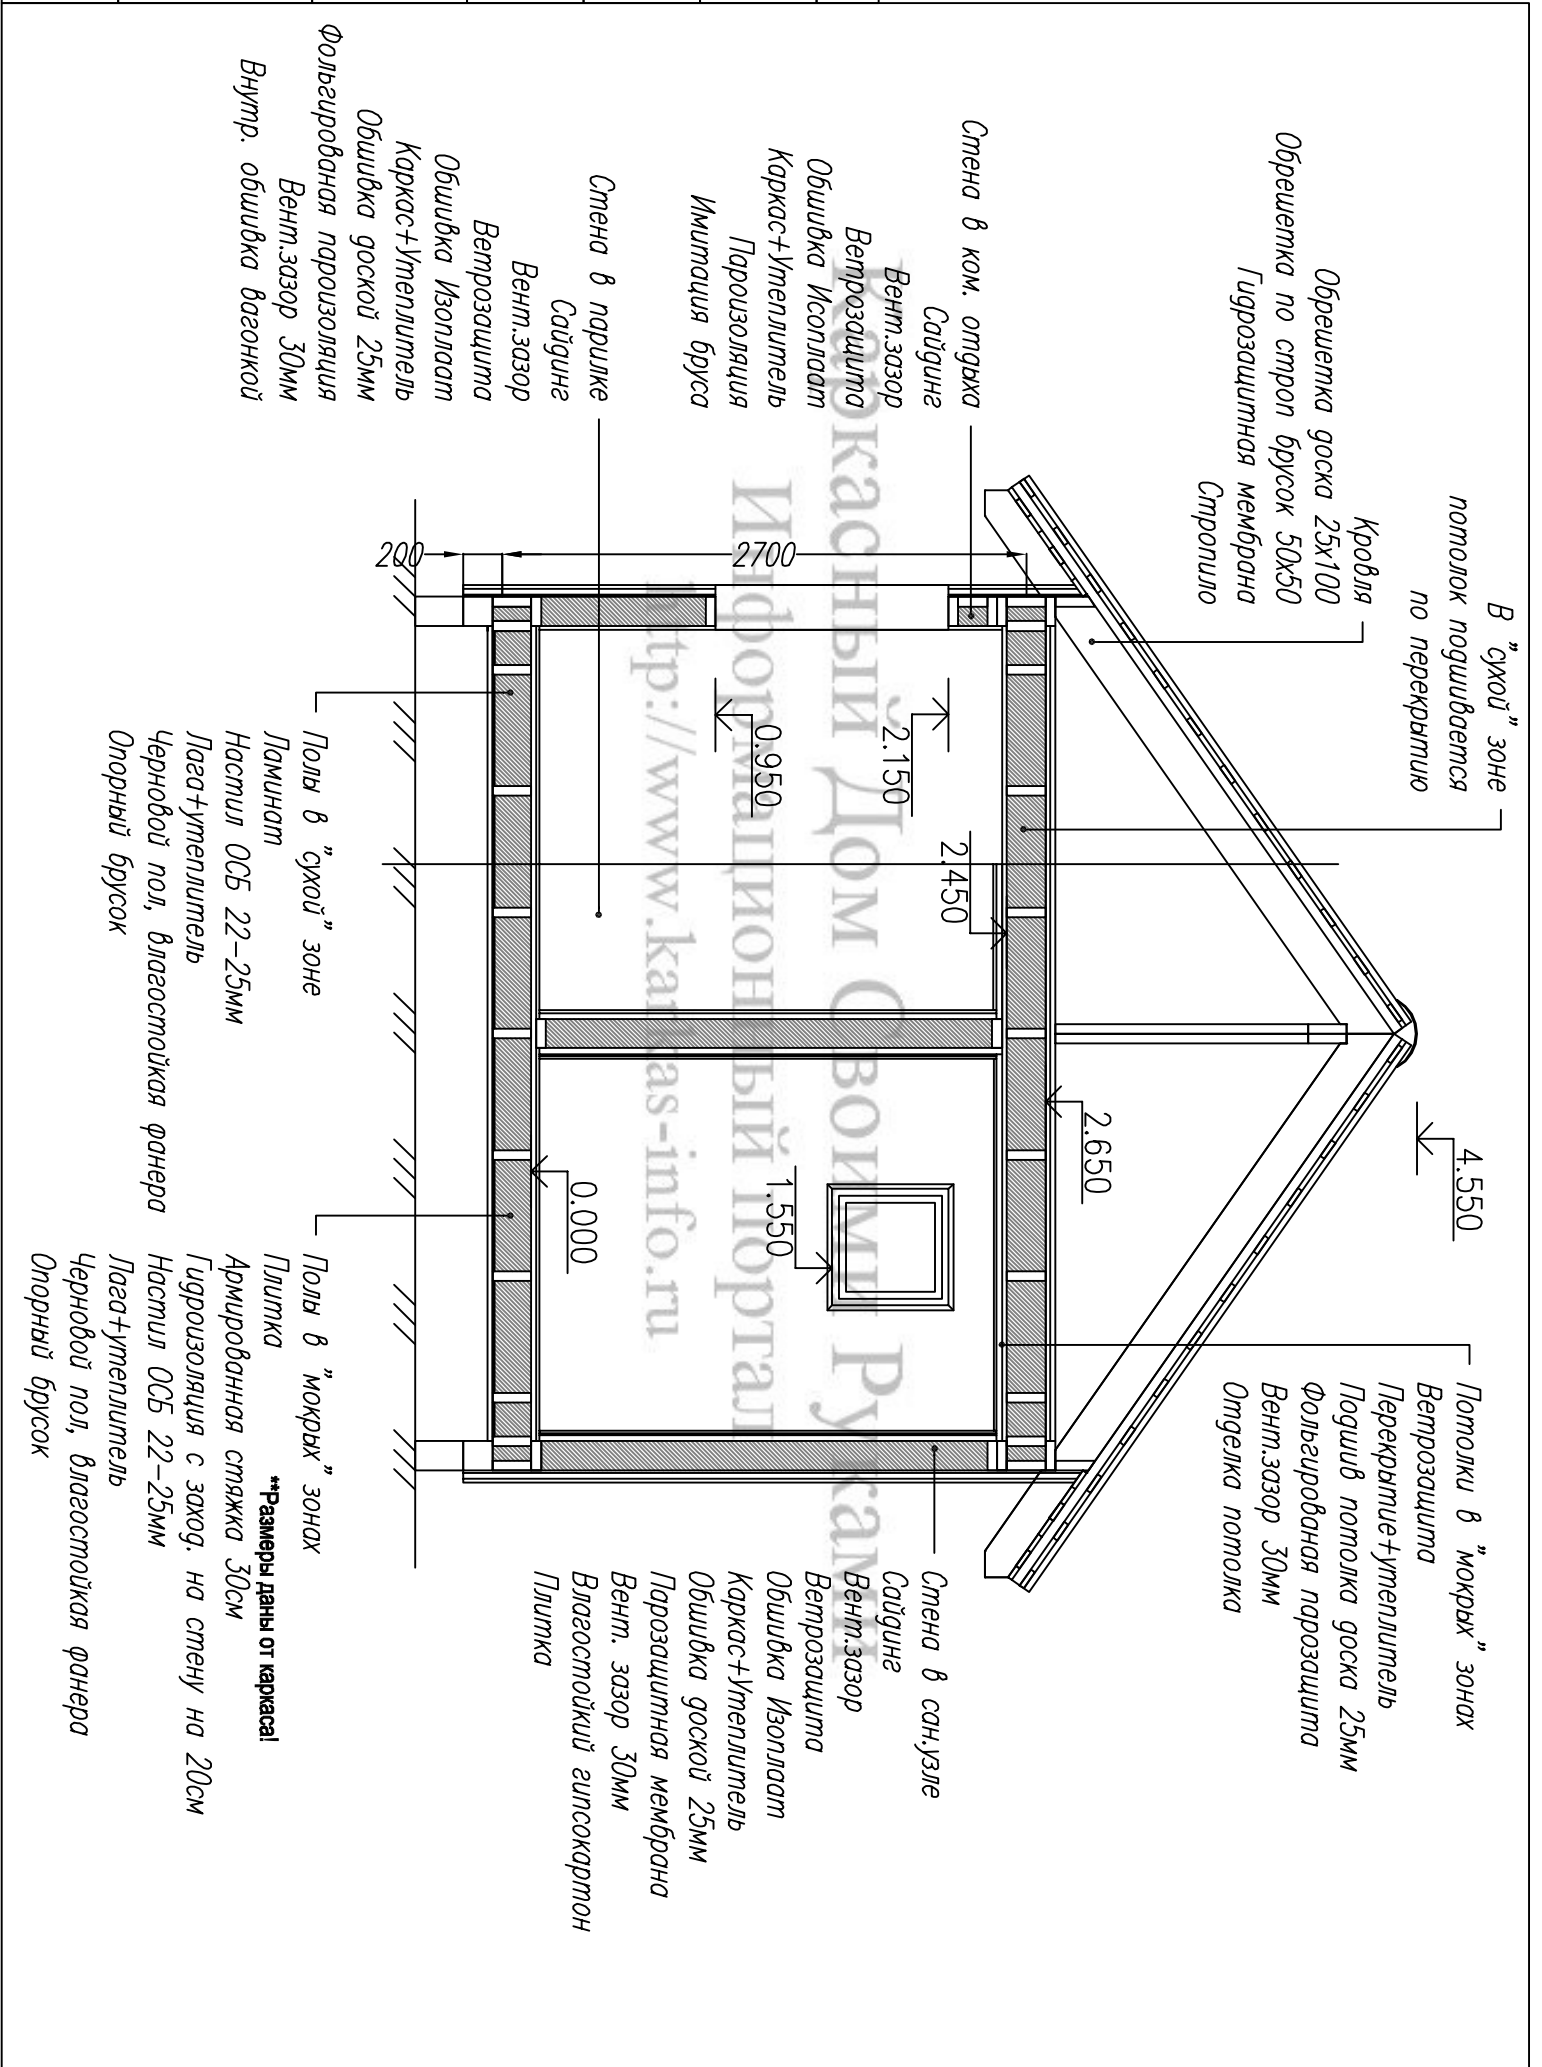 В "сухой" зоне
потолок подшивается
по перекрытию
Кровля
Обрешетка доска 25х100
Обрешетка по строп брусок 50х50
Гидрозащитная мембрана
Стропило
Стена в ком. отдыха
Сайдинг
Вент.зазор
Ветрозащита
Обшивка Исоплаат
Каркас+Утеплитель
Пароизоляция
Имитация бруса
Стена в парилке
Сайдинг
Вент.зазор
Ветрозащита
Обшивка Изоплаат
Каркас+Утеплитель
Обшивка доской 25мм
Фольгированая пароизоляция
Вент.зазор 30мм
Внутр. обшивка вагонкой
4.550
2.650
2.450
2.150
0.950
1.550
0.000
2700
200
Потолки в "мокрых" зонах
Ветрозащита
Перекрытие+утеплитель
Подшив потолка доска 25мм
Фольгированая парозащита
Вент.зазор 30мм
Отделка потолка
Стена в сан.узле
Сайдинг
Вент.зазор
Ветрозащита
Обшивка Изоплаат
Каркас+Утеплитель
Обшивка доской 25мм
Парозащитная мембрана
Вент. зазор 30мм
Влагостойкий гипсокартон
Плитка
Полы в "сухой" зоне
Ламинат
Настил ОСБ 22-25мм
Лага+утеплитель
Черновой пол, влагостойкая фанера
Опорный брусок
Полы в "мокрых" зонах
Плитка
Армированная стяжка 30см
Гидроизоляция с заход. на стену на 20см
Настил ОСБ 22-25мм
Лага+утеплитель
Черновой пол, влагостойкая фанера
Опорный брусок
**Размеры даны от каркаса!
Каркасный Дом Своими Руками
Информационный портал
http://www.karkas-info.ru